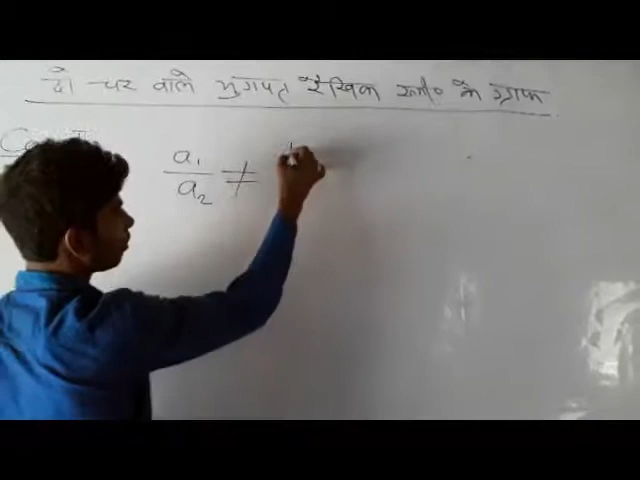 दो चर वाले युगपत रैखिक समी० के ग्राफ
a₁/a₂ ≠